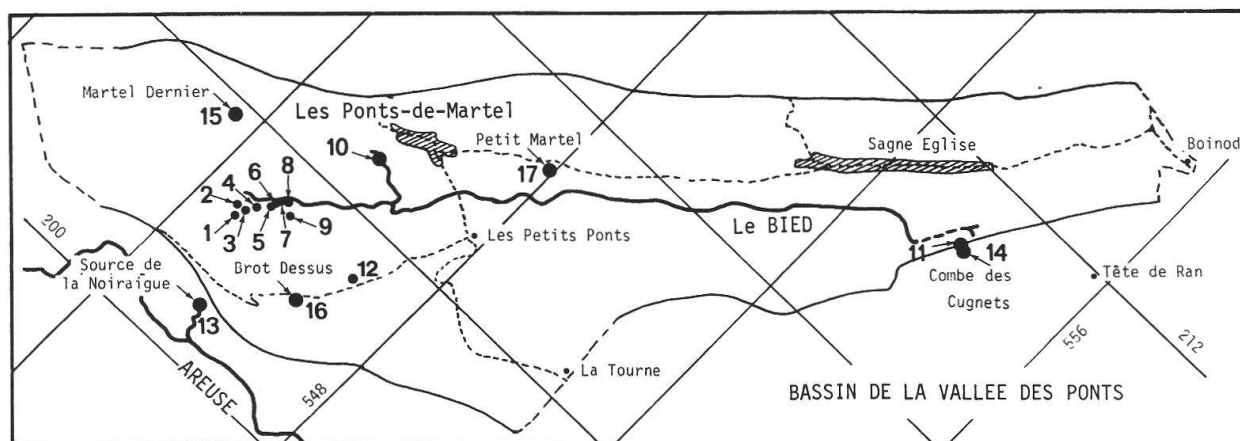 Martel Dernier
15
Les Ponts-de-Martel
10
Petit Martel
17
Sagne Eglise
Boinod
2
4
6
8
1
3
5
7
9
Le BIED
11
14
Combe des
Cugnets
Tête de Ran
Les Petits Ponts
200
Source de
la Noiraigue
13
Brot Dessus
12
16
AREUSE
548
La Tourne
556
212
BASSIN DE LA VALLEE DES PONTS